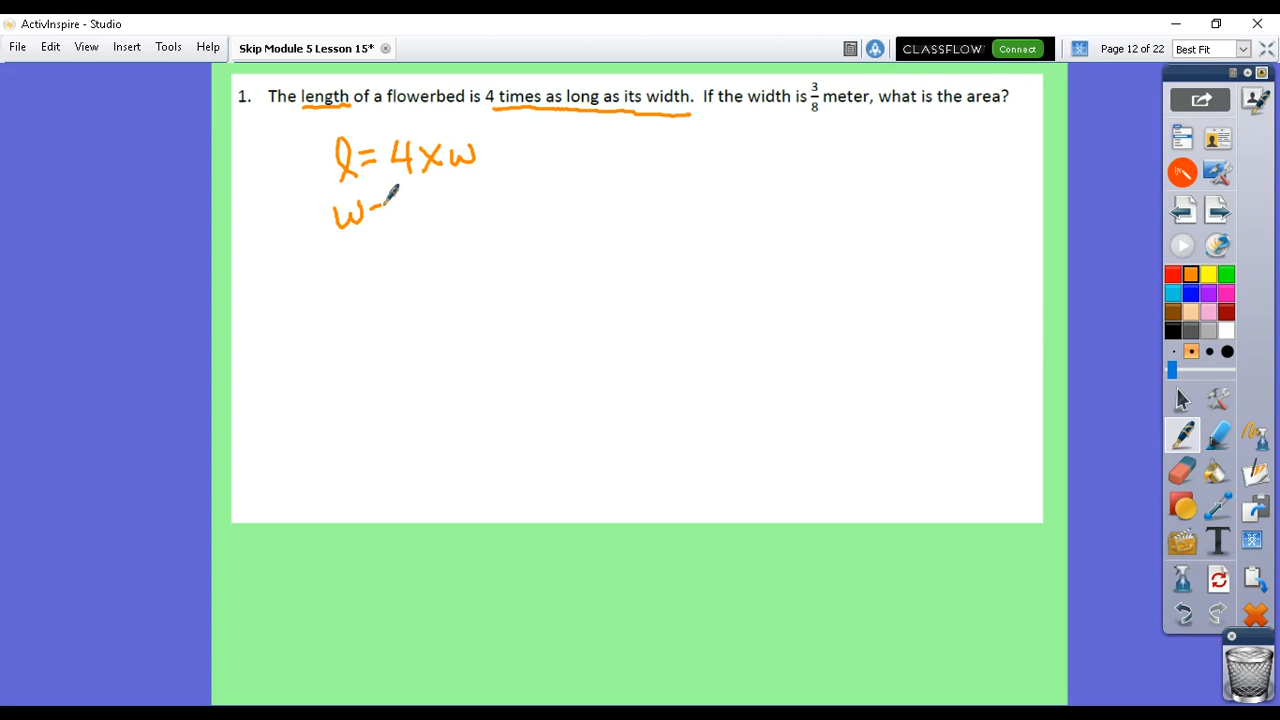 ActivInspire - Studio
File Edit View Insert Tools Help
Skip Module 5 Lesson 15*
CLASSFLOW Connect
Page 12 of 22
Best Fit
1. The length of a flowerbed is 4 times as long as its width. If the width is 3/8 meter, what is the area?
l = 4 x w
w -
T